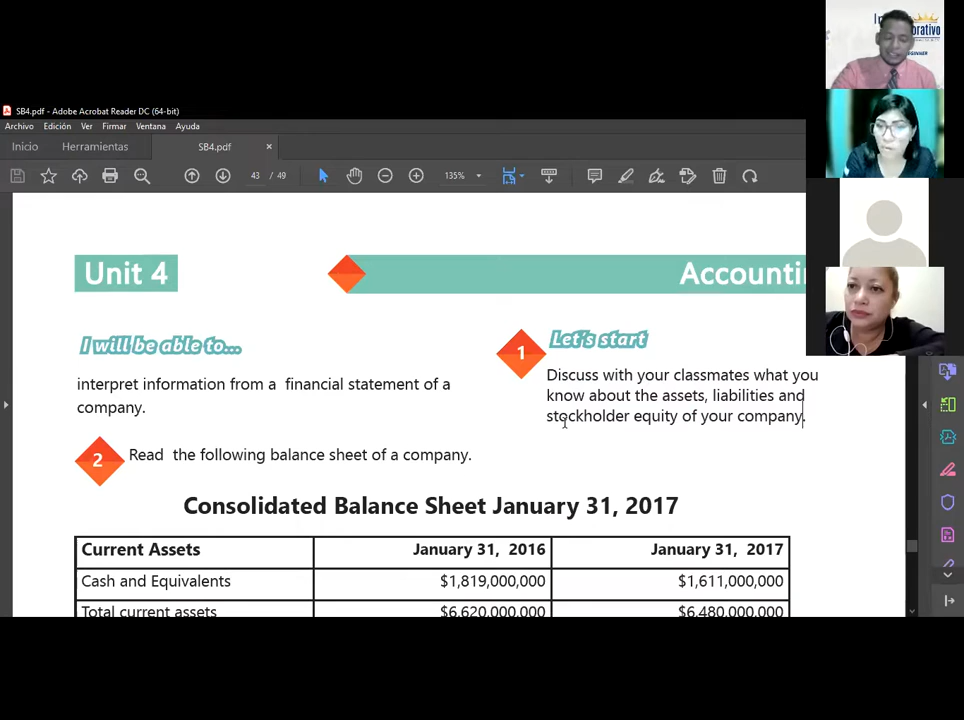 SB4.pdf - Adobe Acrobat Reader DC (64-bit)
Archivo Edición Ver Firmar Ventana Ayuda
Inicio Herramientas SB4.pdf ×
43 / 49 135%
Unit 4
Accounti
I will be able to...
interpret information from a financial statement of a
company.
1 Let's start
Discuss with your classmates what you
know about the assets, liabilities and
stockholder equity of your company.
2 Read the following balance sheet of a company.
Consolidated Balance Sheet January 31, 2017
Current Assets January 31, 2016 January 31, 2017
Cash and Equivalents $1,819,000,000 $1,611,000,000
Total current assets $6,620,000,000 $6,480,000,000